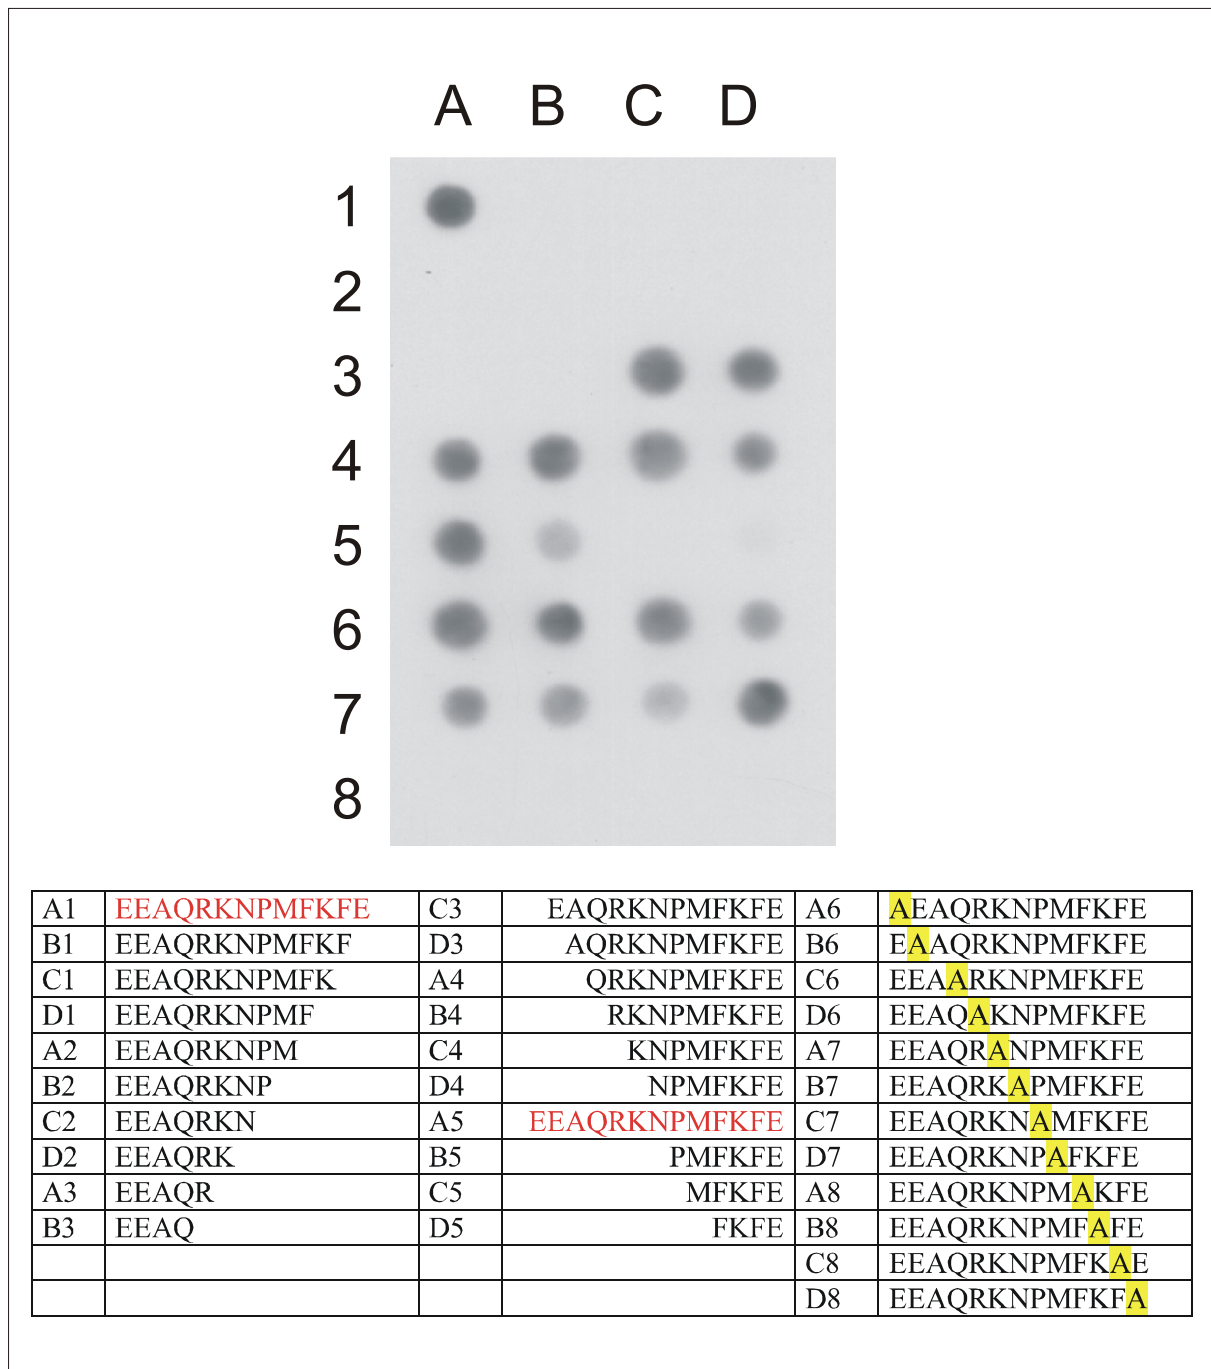 A B C D
1
2
3
4
5
6
7
8
A1 EEAQRKNPMFKFE C3 EAQRKNPMFKFE A6 AEAQRKNPMFKFE
B1 EEAQRKNPMFKF D3 AQRKNPMFKFE B6 EAAQRKNPMFKFE
C1 EEAQRKNPMFK A4 QRKNPMFKFE C6 EEAARKNPMFKFE
D1 EEAQRKNPMF B4 RKNPMFKFE D6 EEAQAKNPMFKFE
A2 EEAQRKNPM C4 KNPMFKFE A7 EEAQRANPMFKFE
B2 EEAQRKNP D4 NPMFKFE B7 EEAQRKAPMFKFE
C2 EEAQRKN A5 EEAQRKNPMFKFE C7 EEAQRKNAMFKFE
D2 EEAQRK B5 PMFKFE D7 EEAQRKNPAFKFE
A3 EEAQR C5 MFKFE A8 EEAQRKNPMAKFE
B3 EEAQ D5 FKFE B8 EEAQRKNPMFAFE
C8 EEAQRKNPMFKAE
D8 EEAQRKNPMFKFA